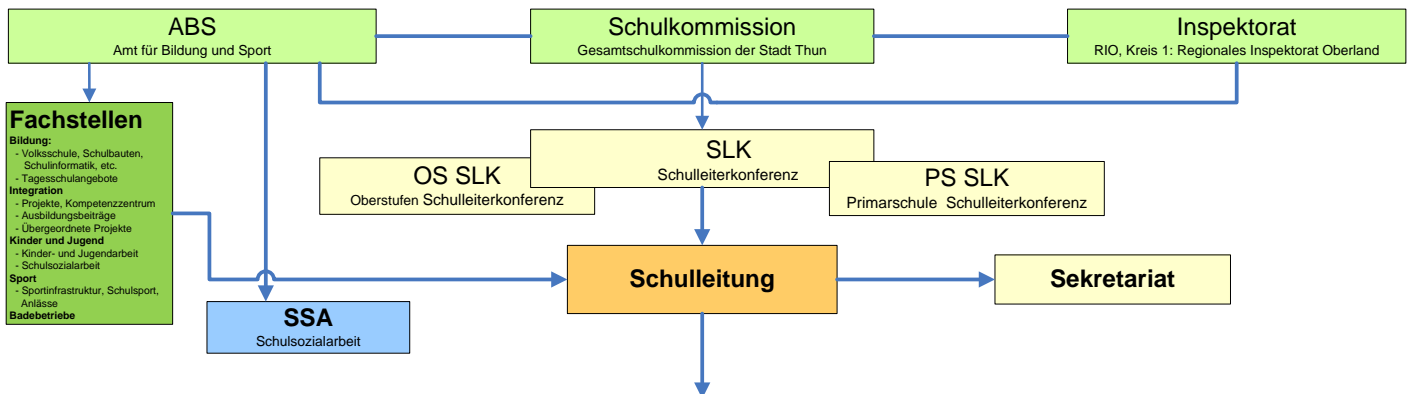 ABS
Amt für Bildung und Sport
Schulkommission
Gesamtschulkommission der Stadt Thun
Inspektorat
RIO, Kreis 1: Regionales Inspektorat Oberland
Fachstellen
Bildung:
- Volksschule, Schulbauten,
Schulinformatik, etc.
- Tagesschulangebote
Integration
- Projekte, Kompetenzzentrum
- Ausbildungsbeiträge
- Übergeordnete Projekte
Kinder und Jugend
- Kinder- und Jugendarbeit
- Schulsozialarbeit
Sport
- Sportinfrastruktur, Schulsport,
Anlässe
Badebetriebe
OS SLK
Oberstufen Schulleiterkonferenz
SLK
Schulleiterkonferenz
PS SLK
Primarschule Schulleiterkonferenz
Schulleitung
Sekretariat
SSA
Schulsozialarbeit